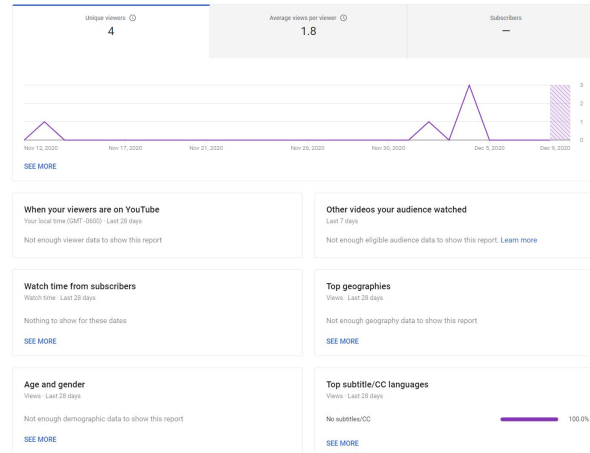 Unique viewers
4
Average views per viewer
1.8
Subscribers
—
3
2
1
0
Nov 12, 2020 Nov 17, 2020 Nov 21, 2020 Nov 26, 2020 Nov 30, 2020 Dec 5, 2020 Dec 9, 2020
SEE MORE
When your viewers are on YouTube
Your local time (GMT -0600) · Last 28 days
Not enough viewer data to show this report
Other videos your audience watched
Last 7 days
Not enough eligible audience data to show this report. Learn more
Watch time from subscribers
Watch time · Last 28 days
Nothing to show for these dates
SEE MORE
Top geographies
Views · Last 28 days
Not enough geography data to show this report
SEE MORE
Age and gender
Views · Last 28 days
Not enough demographic data to show this report
SEE MORE
Top subtitle/CC languages
Views · Last 28 days
No subtitles/CC 100.0%
SEE MORE